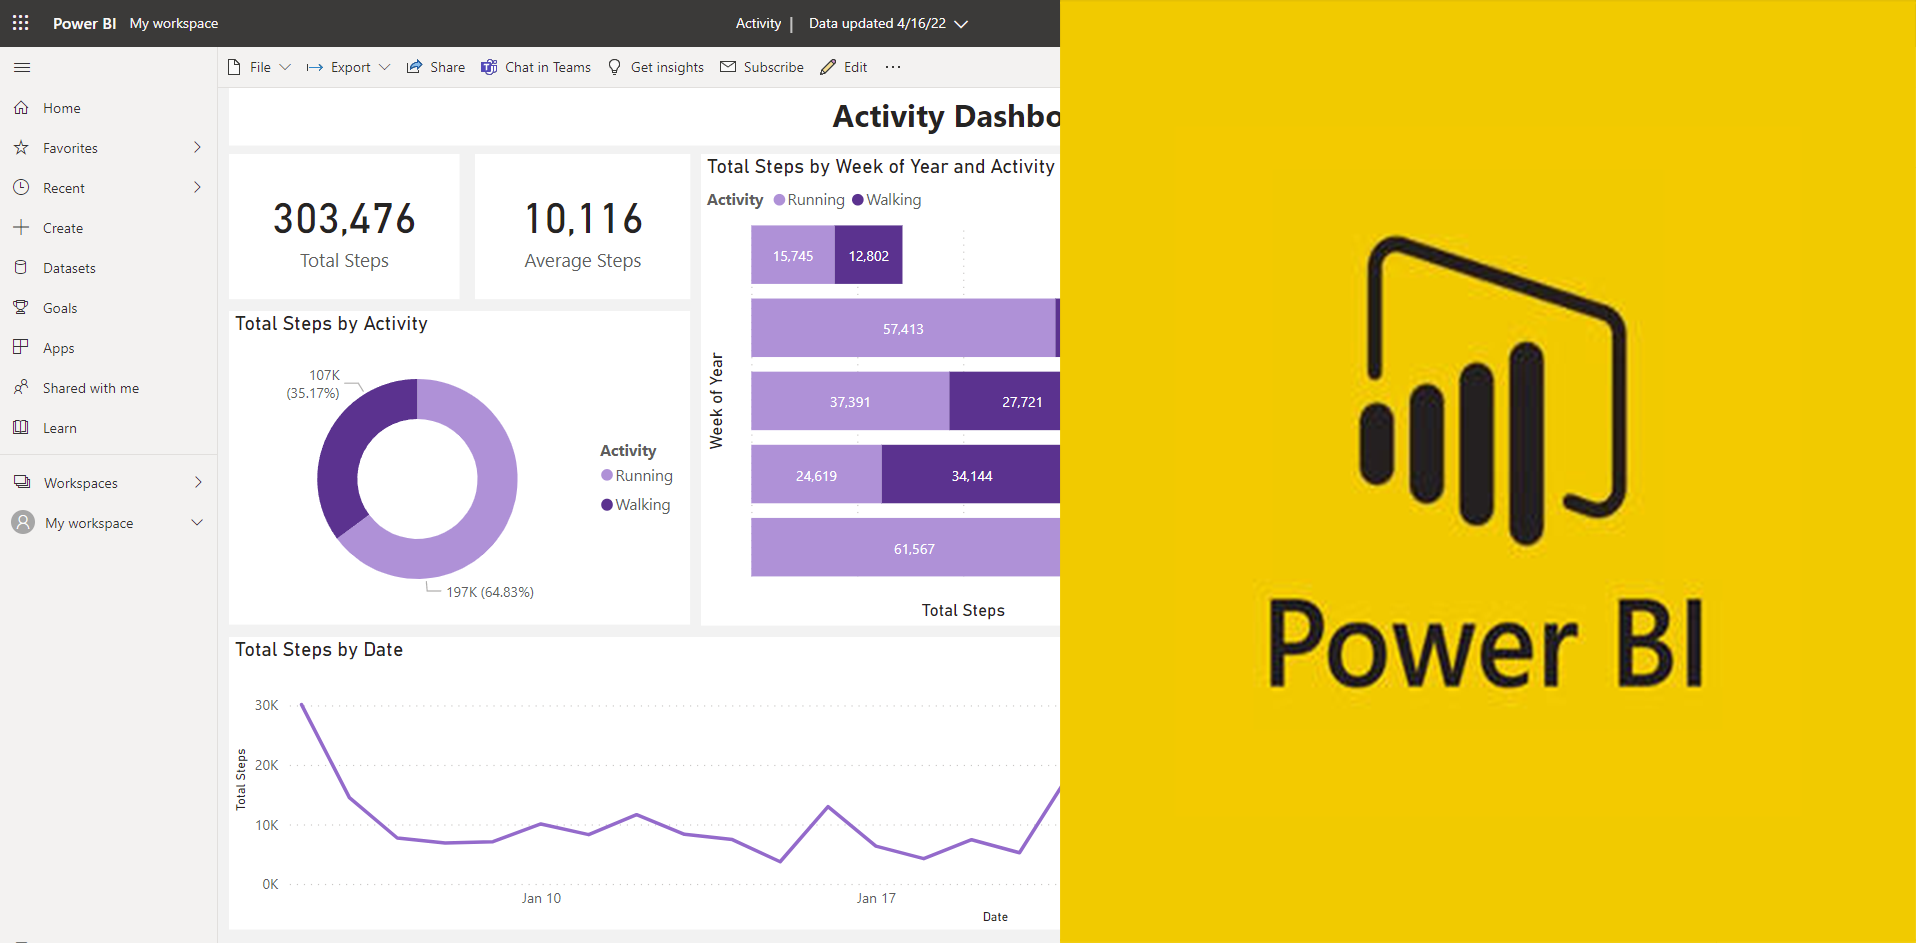 Power BI My workspace
Activity | Data updated 4/16/22
File Export Share Chat in Teams Get insights Subscribe Edit ...
Home
Favorites
Recent
Create
Datasets
Goals
Apps
Shared with me
Learn
Workspaces
My workspace
Activity Dashbo
303,476
Total Steps
10,116
Average Steps
Total Steps by Activity
107K
(35.17%)
197K (64.83%)
Activity
Running
Walking
Total Steps by Week of Year and Activity
Activity Running Walking
15,745 12,802
57,413
37,391 27,721
24,619 34,144
61,567
Week of Year
Total Steps
Total Steps by Date
30K
20K
10K
0K
Total Steps
Jan 10 Jan 17
Date
Power BI